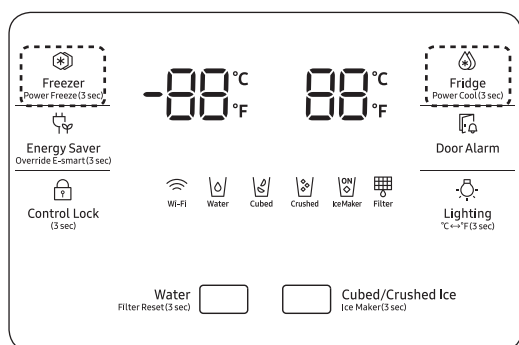 Freezer
Power Freeze(3 sec)
-88 °C
°F
88 °C
°F
Fridge
Power Cool(3 sec)
Energy Saver
Override E-smart(3 sec)
Door Alarm
Control Lock
(3 sec)
Wi-Fi
Water
Cubed
Crushed
ON
Ice Maker
Filter
Lighting
°C↔°F(3 sec)
Water
Filter Reset(3 sec)
Cubed/Crushed Ice
Ice Maker(3 sec)